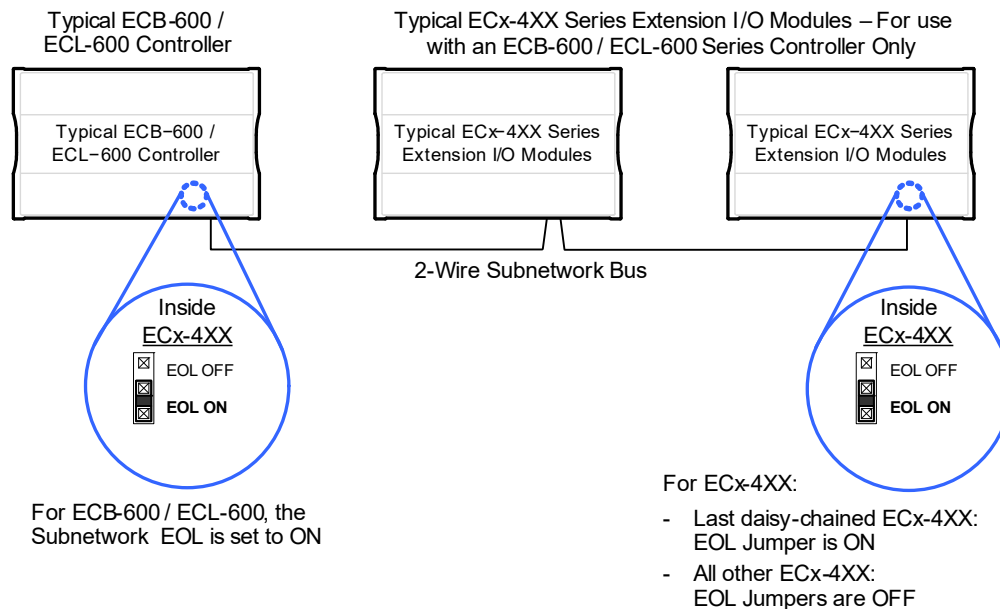 Typical ECB-600 /
ECL-600 Controller
Typical ECx-4XX Series Extension I/O Modules – For use
with an ECB-600 / ECL-600 Series Controller Only
Typical ECB−600 /
ECL−600 Controller
Typical ECx−4XX Series
Extension I/O Modules
Typical ECx−4XX Series
Extension I/O Modules
2-Wire Subnetwork Bus
Inside
ECx-4XX
EOL OFF
EOL ON
Inside
ECx-4XX
EOL OFF
EOL ON
For ECB-600 / ECL-600, the
Subnetwork EOL is set to ON
For ECx-4XX:
- Last daisy-chained ECx-4XX:
EOL Jumper is ON
- All other ECx-4XX:
EOL Jumpers are OFF